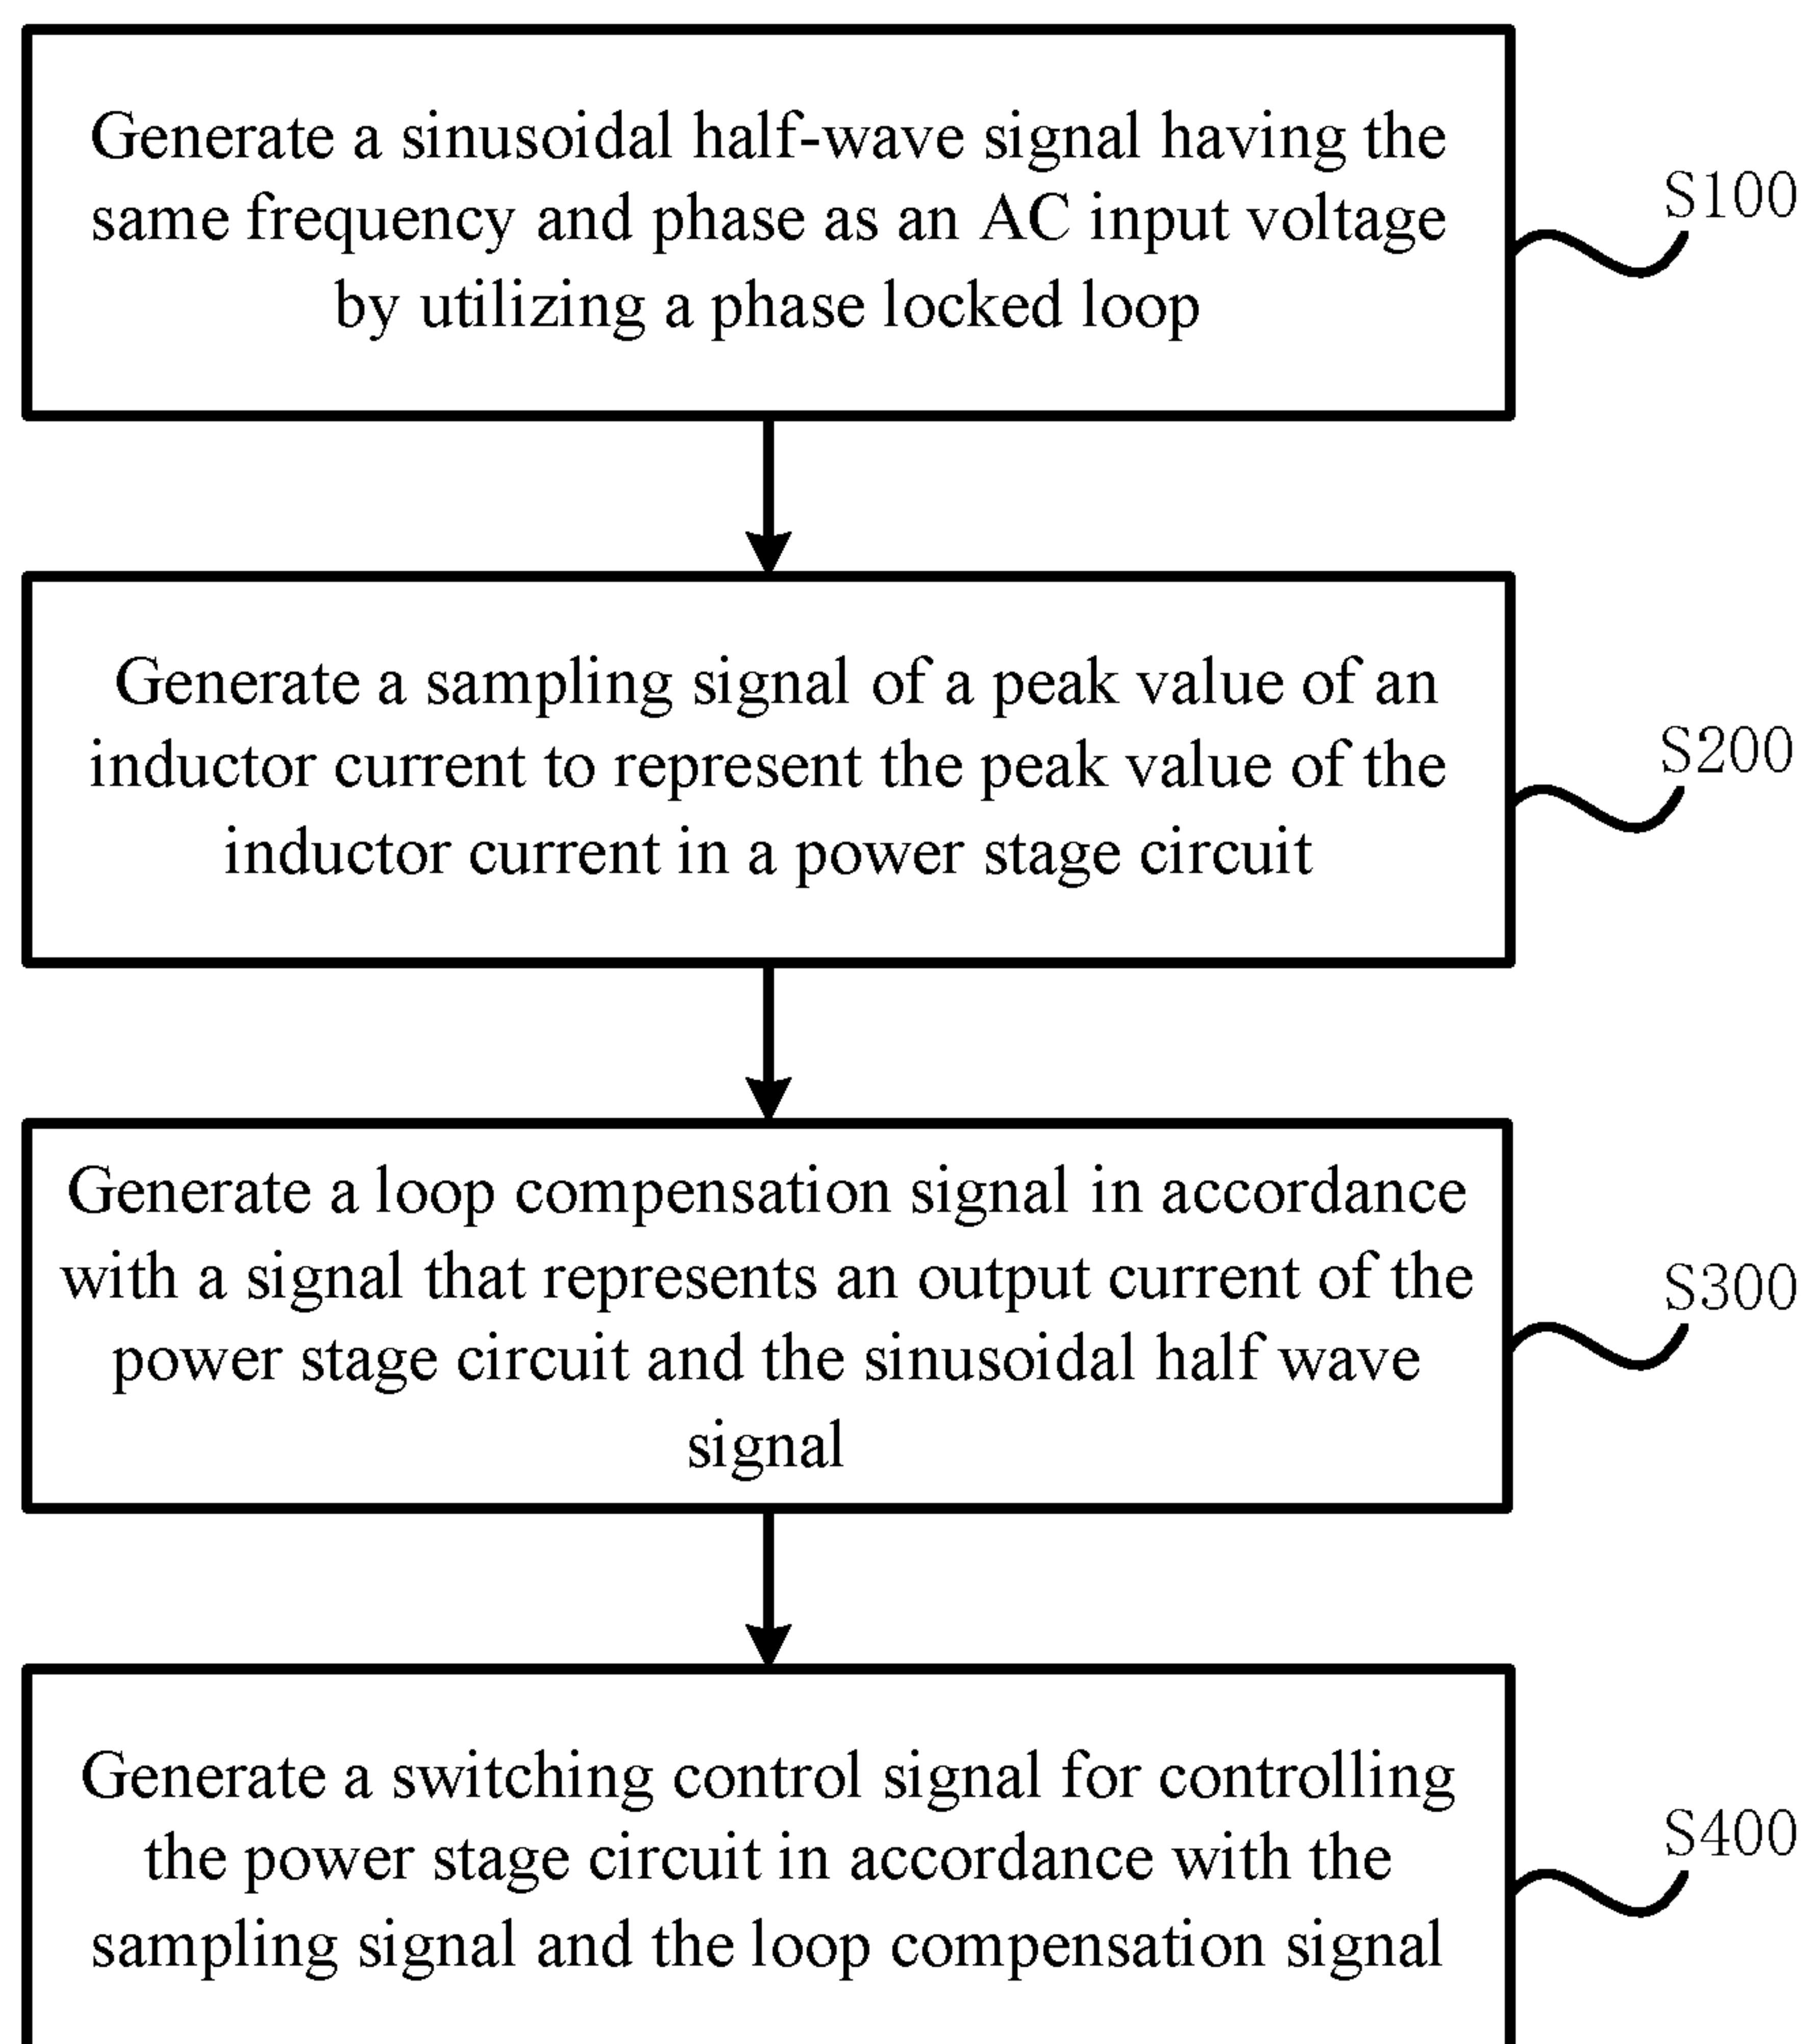 Generate a sinusoidal half-wave signal having the
same frequency and phase as an AC input voltage
by utilizing a phase locked loop
S100
Generate a sampling signal of a peak value of an
inductor current to represent the peak value of the
inductor current in a power stage circuit
S200
Generate a loop compensation signal in accordance
with a signal that represents an output current of the
power stage circuit and the sinusoidal half wave
signal
S300
Generate a switching control signal for controlling
the power stage circuit in accordance with the
sampling signal and the loop compensation signal
S400